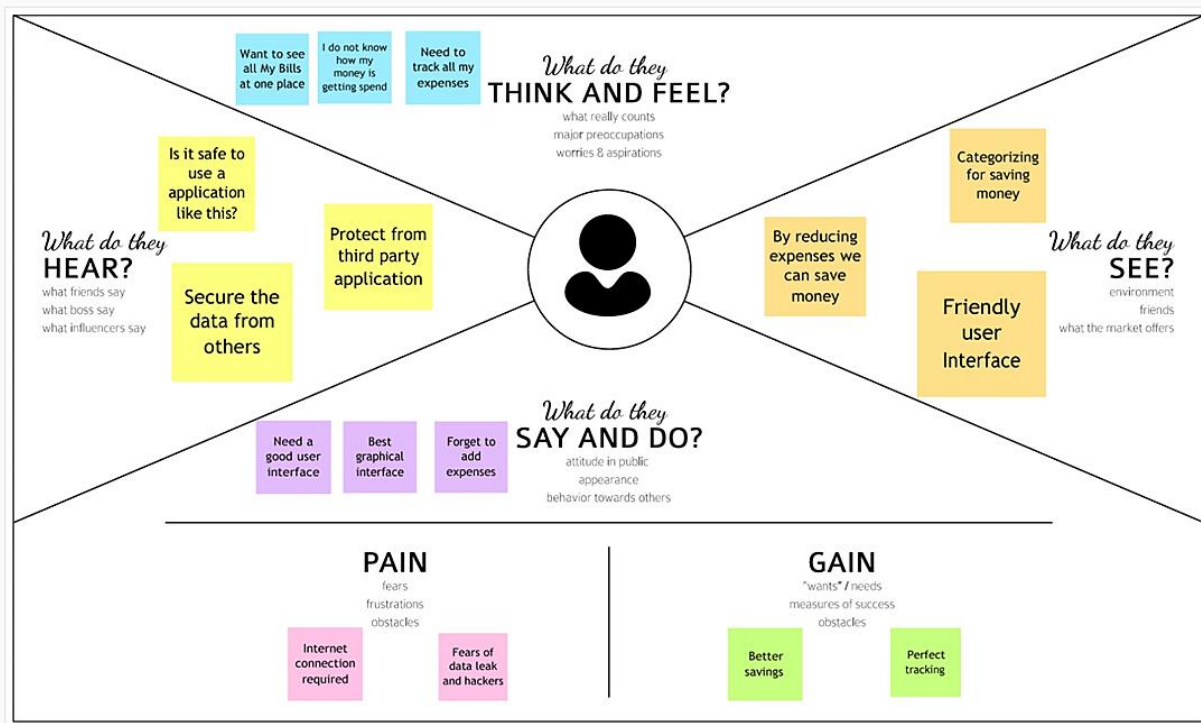 Want to see
all My Bills
at one place
I do not know
how my
money is
getting spend
Need to
track all my
expenses
What do they
THINK AND FEEL?
what really counts
major preoccupations
worries & aspirations
Is it safe to
use a
application
like this?
Protect from
third party
application
Secure the
data from
others
What do they
HEAR?
what friends say
what boss say
what influencers say
Categorizing
for saving
money
By reducing
expenses we
can save
money
Friendly
user
Interface
What do they
SEE?
environment
friends
what the market offers
Need a
good user
interface
Best
graphical
interface
Forget to
add
expenses
What do they
SAY AND DO?
attitude in public
appearance
behavior towards others
PAIN
fears
frustrations
obstacles
Internet
connection
required
Fears of
data leak
and hackers
GAIN
"wants" / needs
measures of success
obstacles
Better
savings
Perfect
tracking